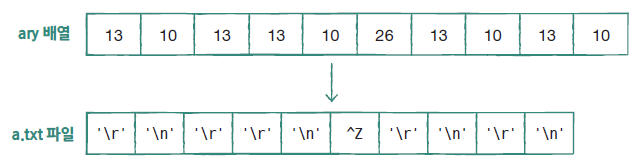 ary 배열 13 10 13 13 10 26 13 10 13 10
a.txt 파일 '\r' '\n' '\r' '\r' '\n' ^Z '\r' '\n' '\r' '\n'